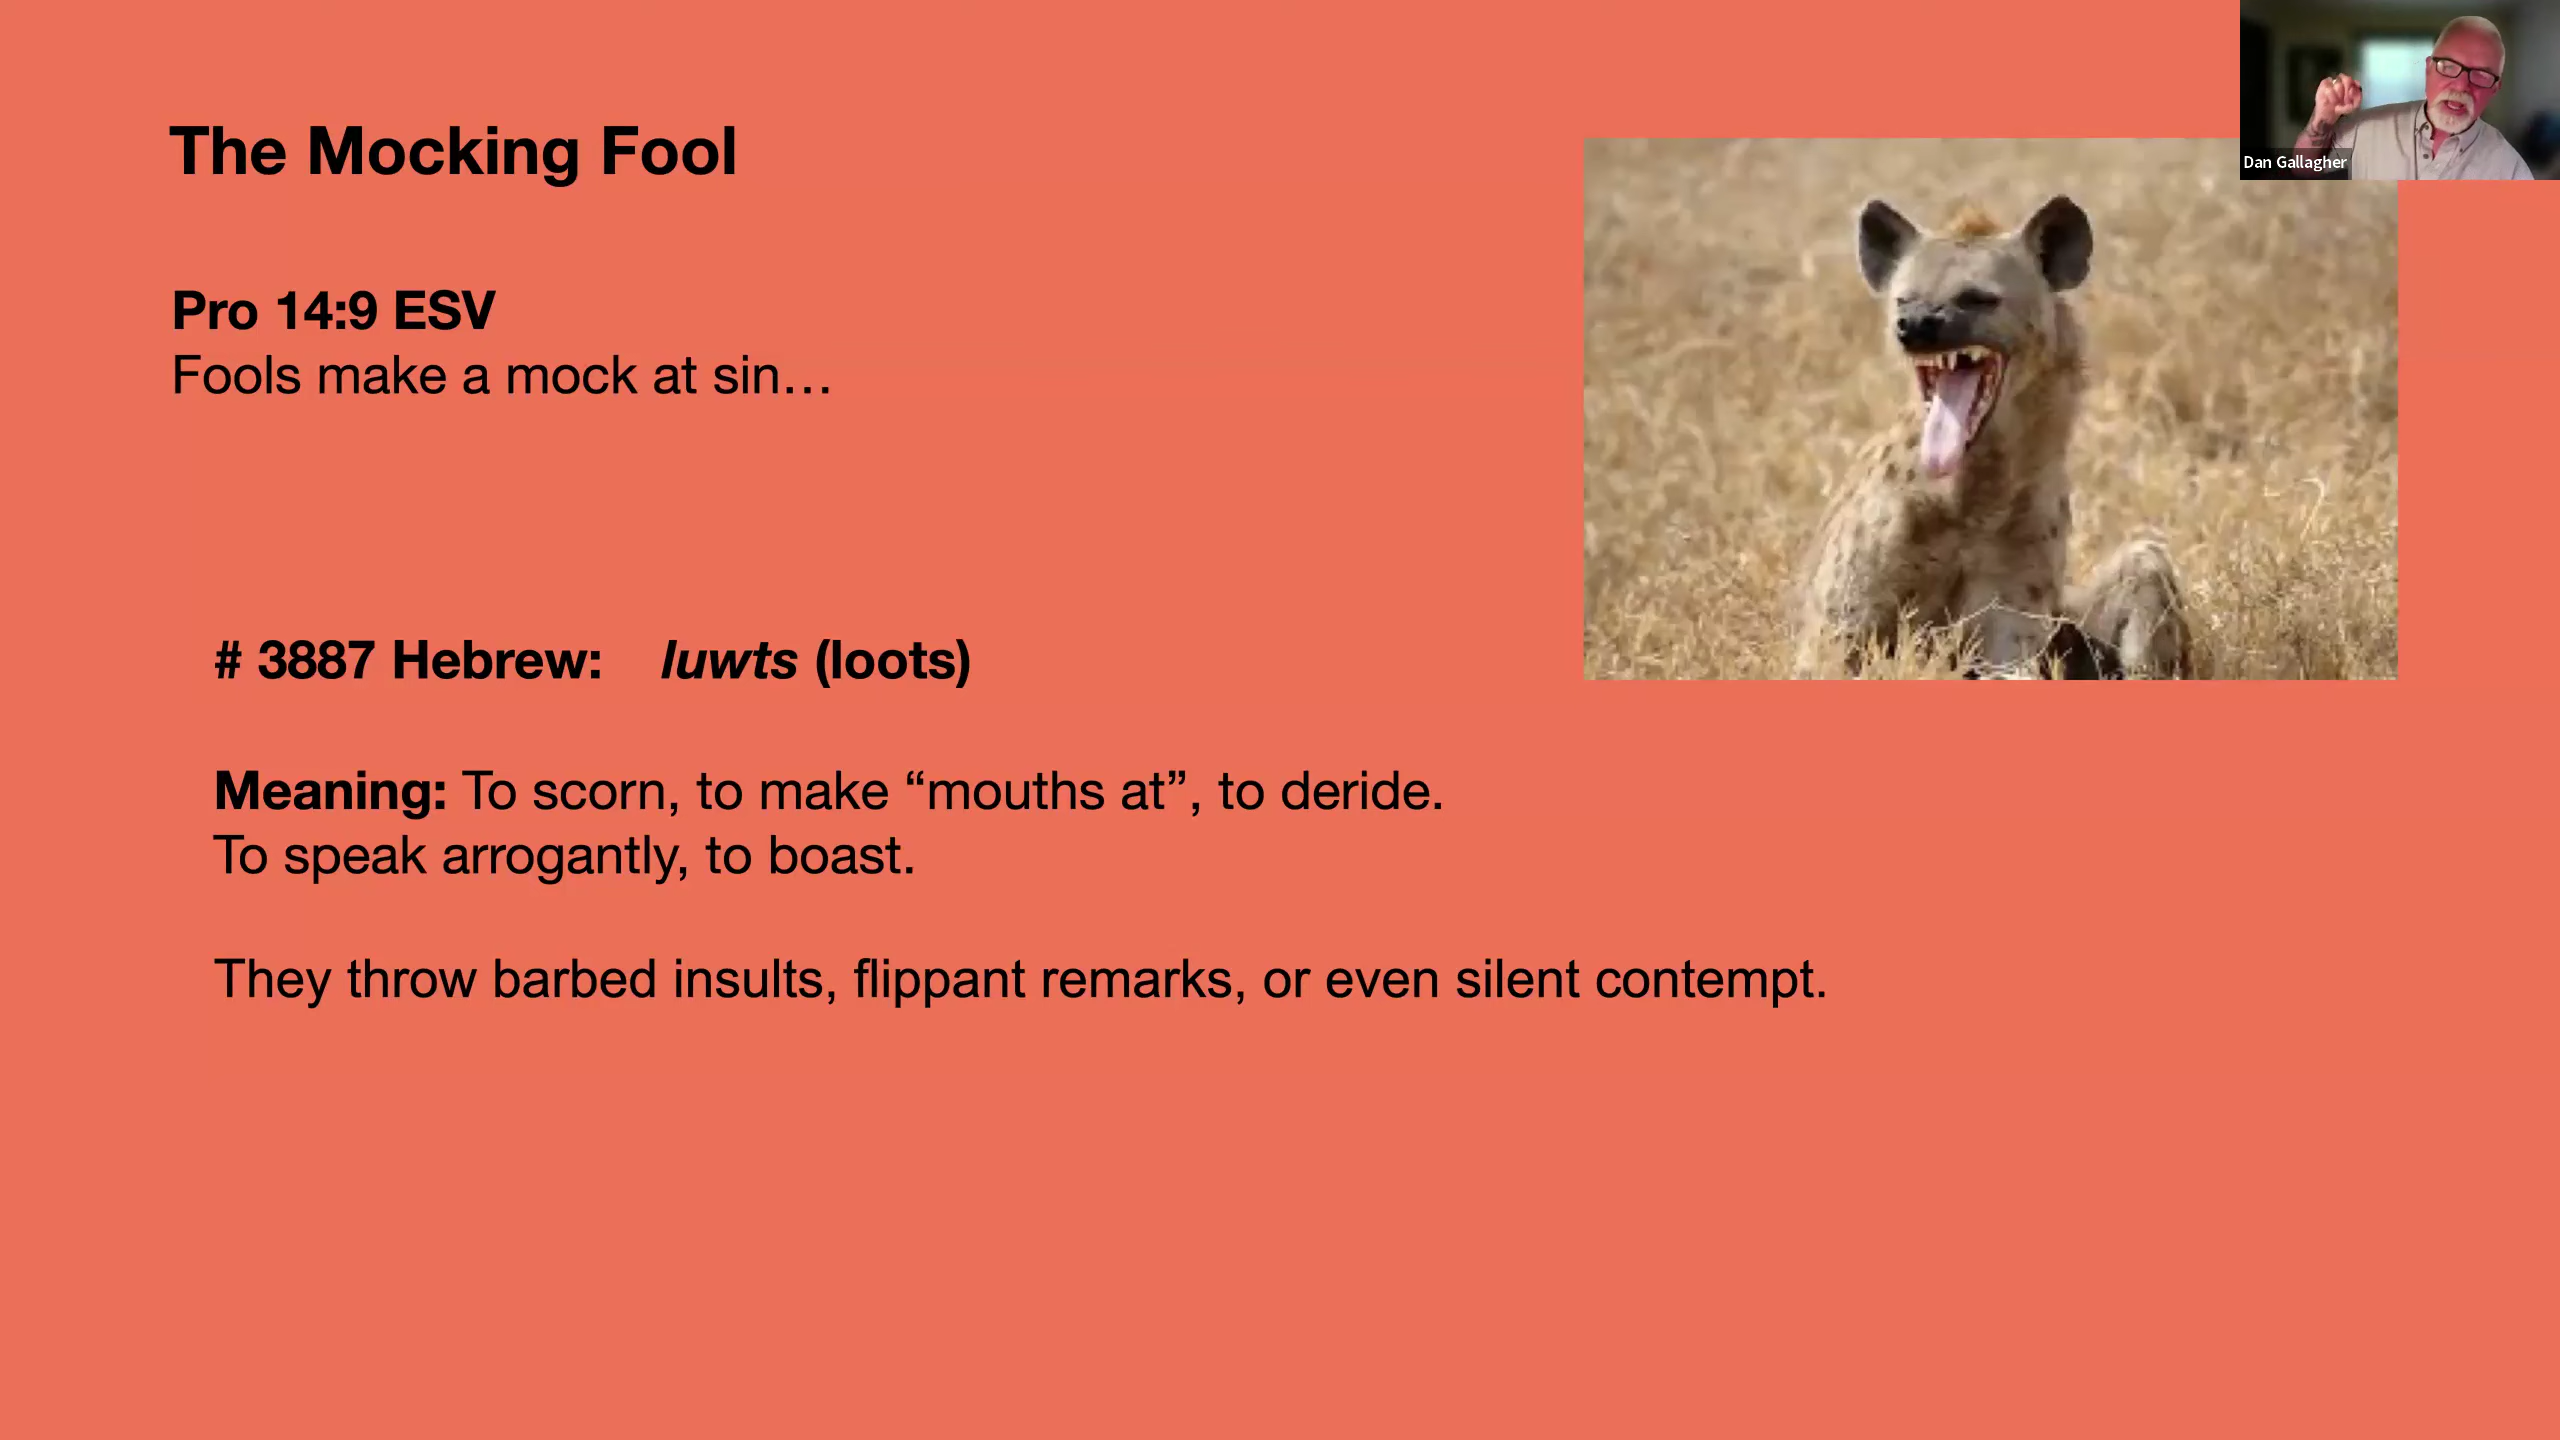 The Mocking Fool
Pro 14:9 ESV
Fools make a mock at sin…
# 3887 Hebrew: luwts (loots)
Meaning: To scorn, to make “mouths at”, to deride.
To speak arrogantly, to boast.
They throw barbed insults, flippant remarks, or even silent contempt.
Dan Gallagher